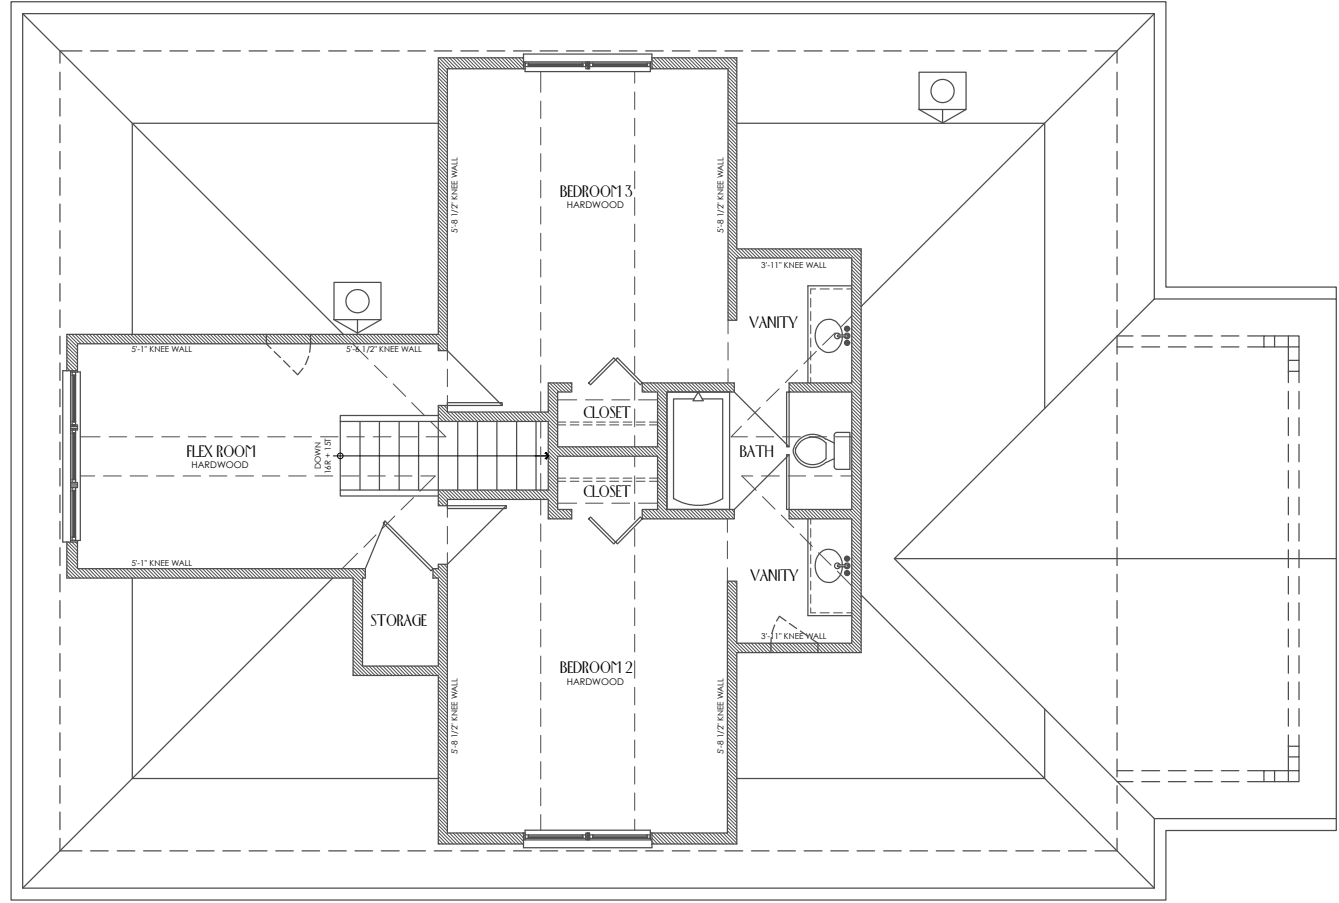 5'-8 1/2" KNEE WALL
5'-8 1/2" KNEE WALL
BEDROOM 3
HARDWOOD
3'-11" KNEE WALL
VANITY
5'-1" KNEE WALL
5'-6 1/2" KNEE WALL
CLOSET
FLEX ROOM
HARDWOOD
DOWN
16R + 15T
BATH
CLOSET
5'-1" KNEE WALL
VANITY
STORAGE
3'-11" KNEE WALL
BEDROOM 2
HARDWOOD
5'-8 1/2" KNEE WALL
5'-8 1/2" KNEE WALL